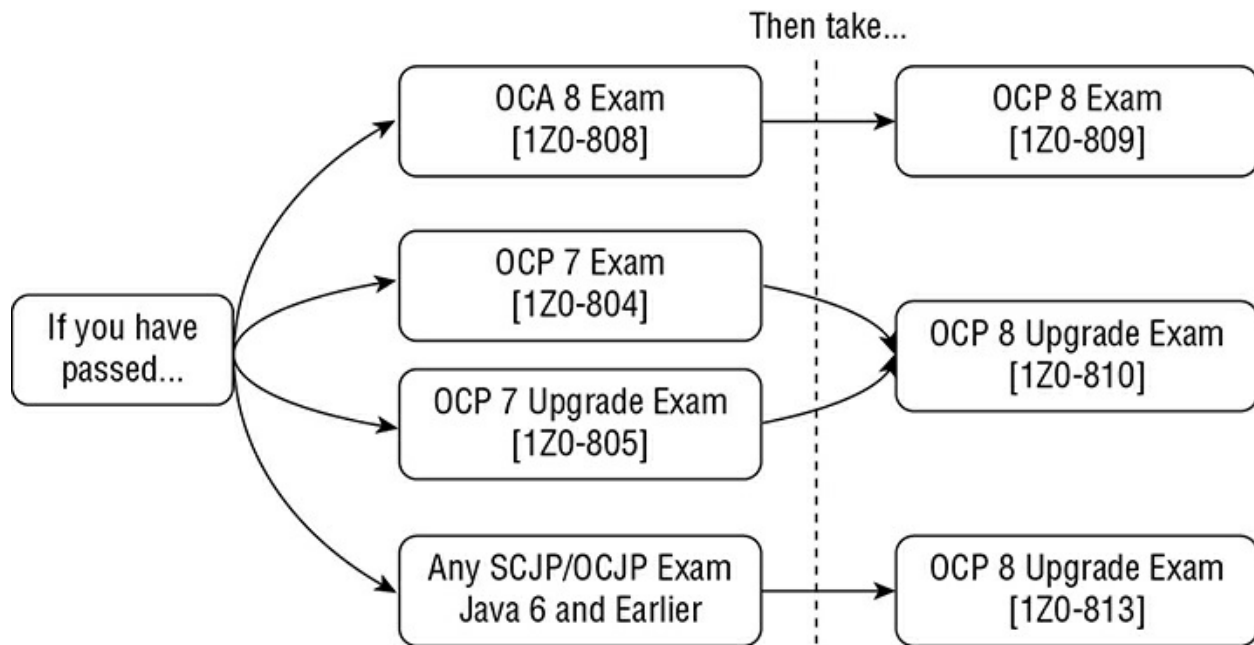 Then take...
If you have
passed...
OCA 8 Exam
[1Z0-808]
OCP 8 Exam
[1Z0-809]
OCP 7 Exam
[1Z0-804]
OCP 7 Upgrade Exam
[1Z0-805]
OCP 8 Upgrade Exam
[1Z0-810]
Any SCJP/OCJP Exam
Java 6 and Earlier
OCP 8 Upgrade Exam
[1Z0-813]